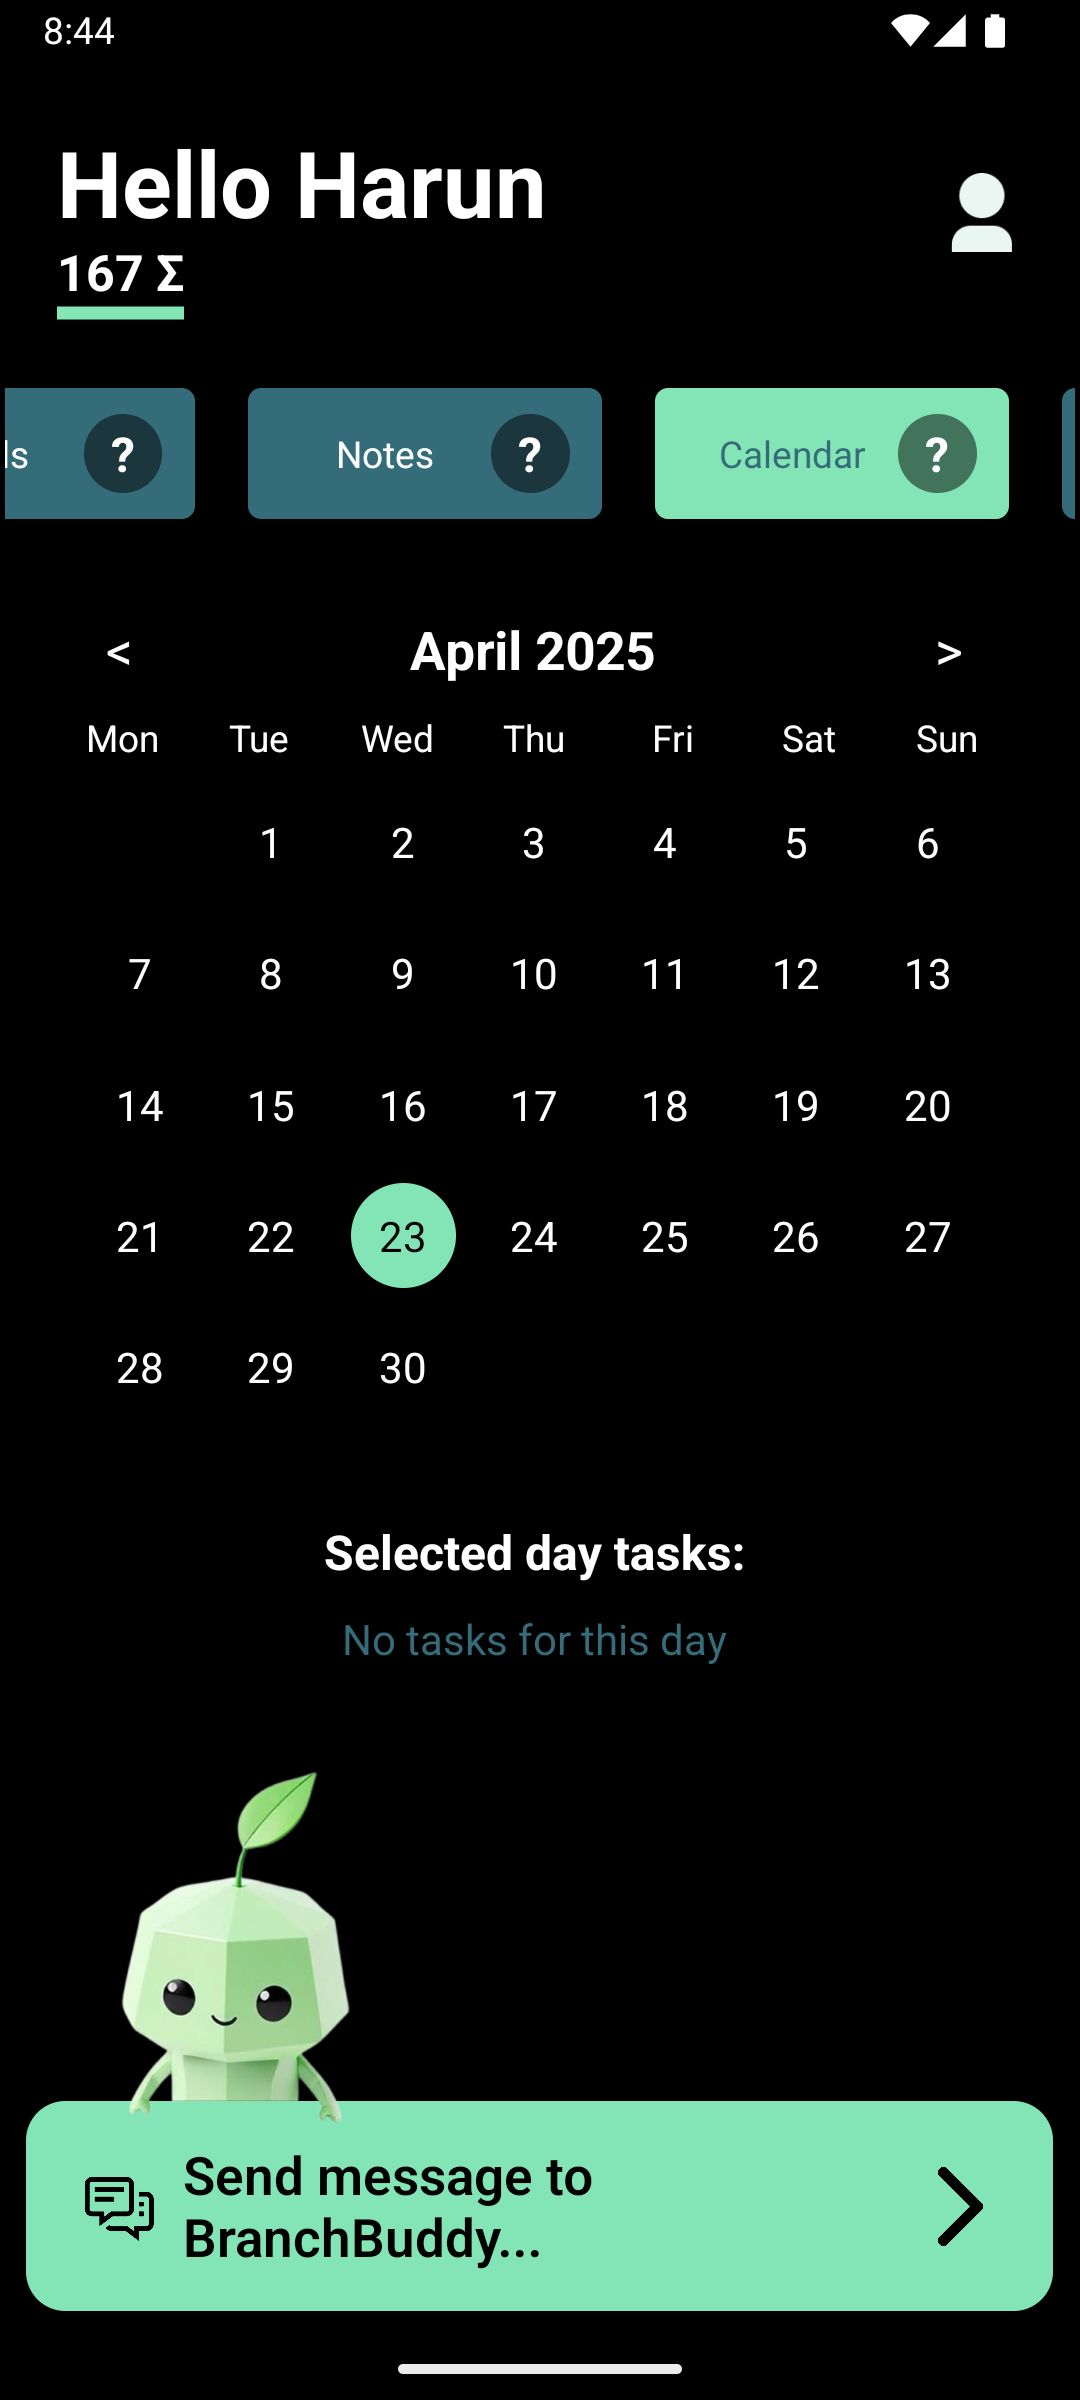 8:44
Hello Harun
167 Σ
ls ? Notes ? Calendar ?
< April 2025 >
Mon Tue Wed Thu Fri Sat Sun
1 2 3 4 5 6
7 8 9 10 11 12 13
14 15 16 17 18 19 20
21 22 23 24 25 26 27
28 29 30
Selected day tasks:
No tasks for this day
Send message to
BranchBuddy...